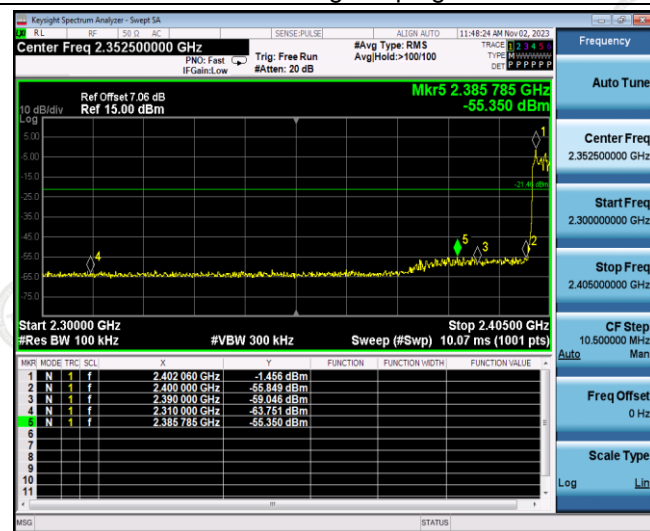 Keysight Spectrum Analyzer - Swept SA
RL RF 50 Ω AC SENSE:PULSE ALIGN AUTO 11:48:24 AM Nov 02, 2023
Center Freq 2.352500000 GHz #Avg Type: RMS TRACE 1 2 3 4 5 6
PNO: Fast Trig: Free Run Avg|Hold:>100/100 TYPE MWWWWW
IFGain:Low #Atten: 20 dB DET P P P P P P
Frequency
Auto Tune
Mkr5 2.385 785 GHz
Ref Offset 7.06 dB
10 dB/div Ref 15.00 dBm -55.350 dBm
Log
5.00
-5.00
-15.0
-25.0
-35.0
-45.0
-55.0
-65.0
-75.0
1
-21.46 dBm
5
3
2
4
Start 2.30000 GHz Stop 2.40500 GHz
#Res BW 100 kHz #VBW 300 kHz Sweep (#Swp) 10.07 ms (1001 pts)
MKR MODE TRC SCL X Y FUNCTION FUNCTION WIDTH FUNCTION VALUE
1 N 1 f 2.402 060 GHz -1.456 dBm
2 N 1 f 2.400 000 GHz -55.849 dBm
3 N 1 f 2.390 000 GHz -59.046 dBm
4 N 1 f 2.310 000 GHz -63.751 dBm
5 N 1 f 2.385 785 GHz -55.350 dBm
6
7
8
9
10
11
MSG STATUS
Center Freq
2.352500000 GHz
Start Freq
2.300000000 GHz
Stop Freq
2.405000000 GHz
CF Step
10.500000 MHz
Auto Man
Freq Offset
0 Hz
Scale Type
Log Lin